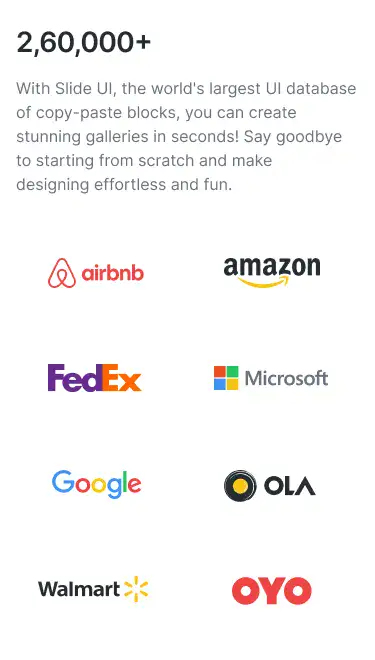 2,60,000+
With Slide UI, the world's largest UI database
of copy-paste blocks, you can create
stunning galleries in seconds! Say goodbye
to starting from scratch and make
designing effortless and fun.
airbnb
amazon
FedEx
Microsoft
Google
OLA
Walmart
OYO